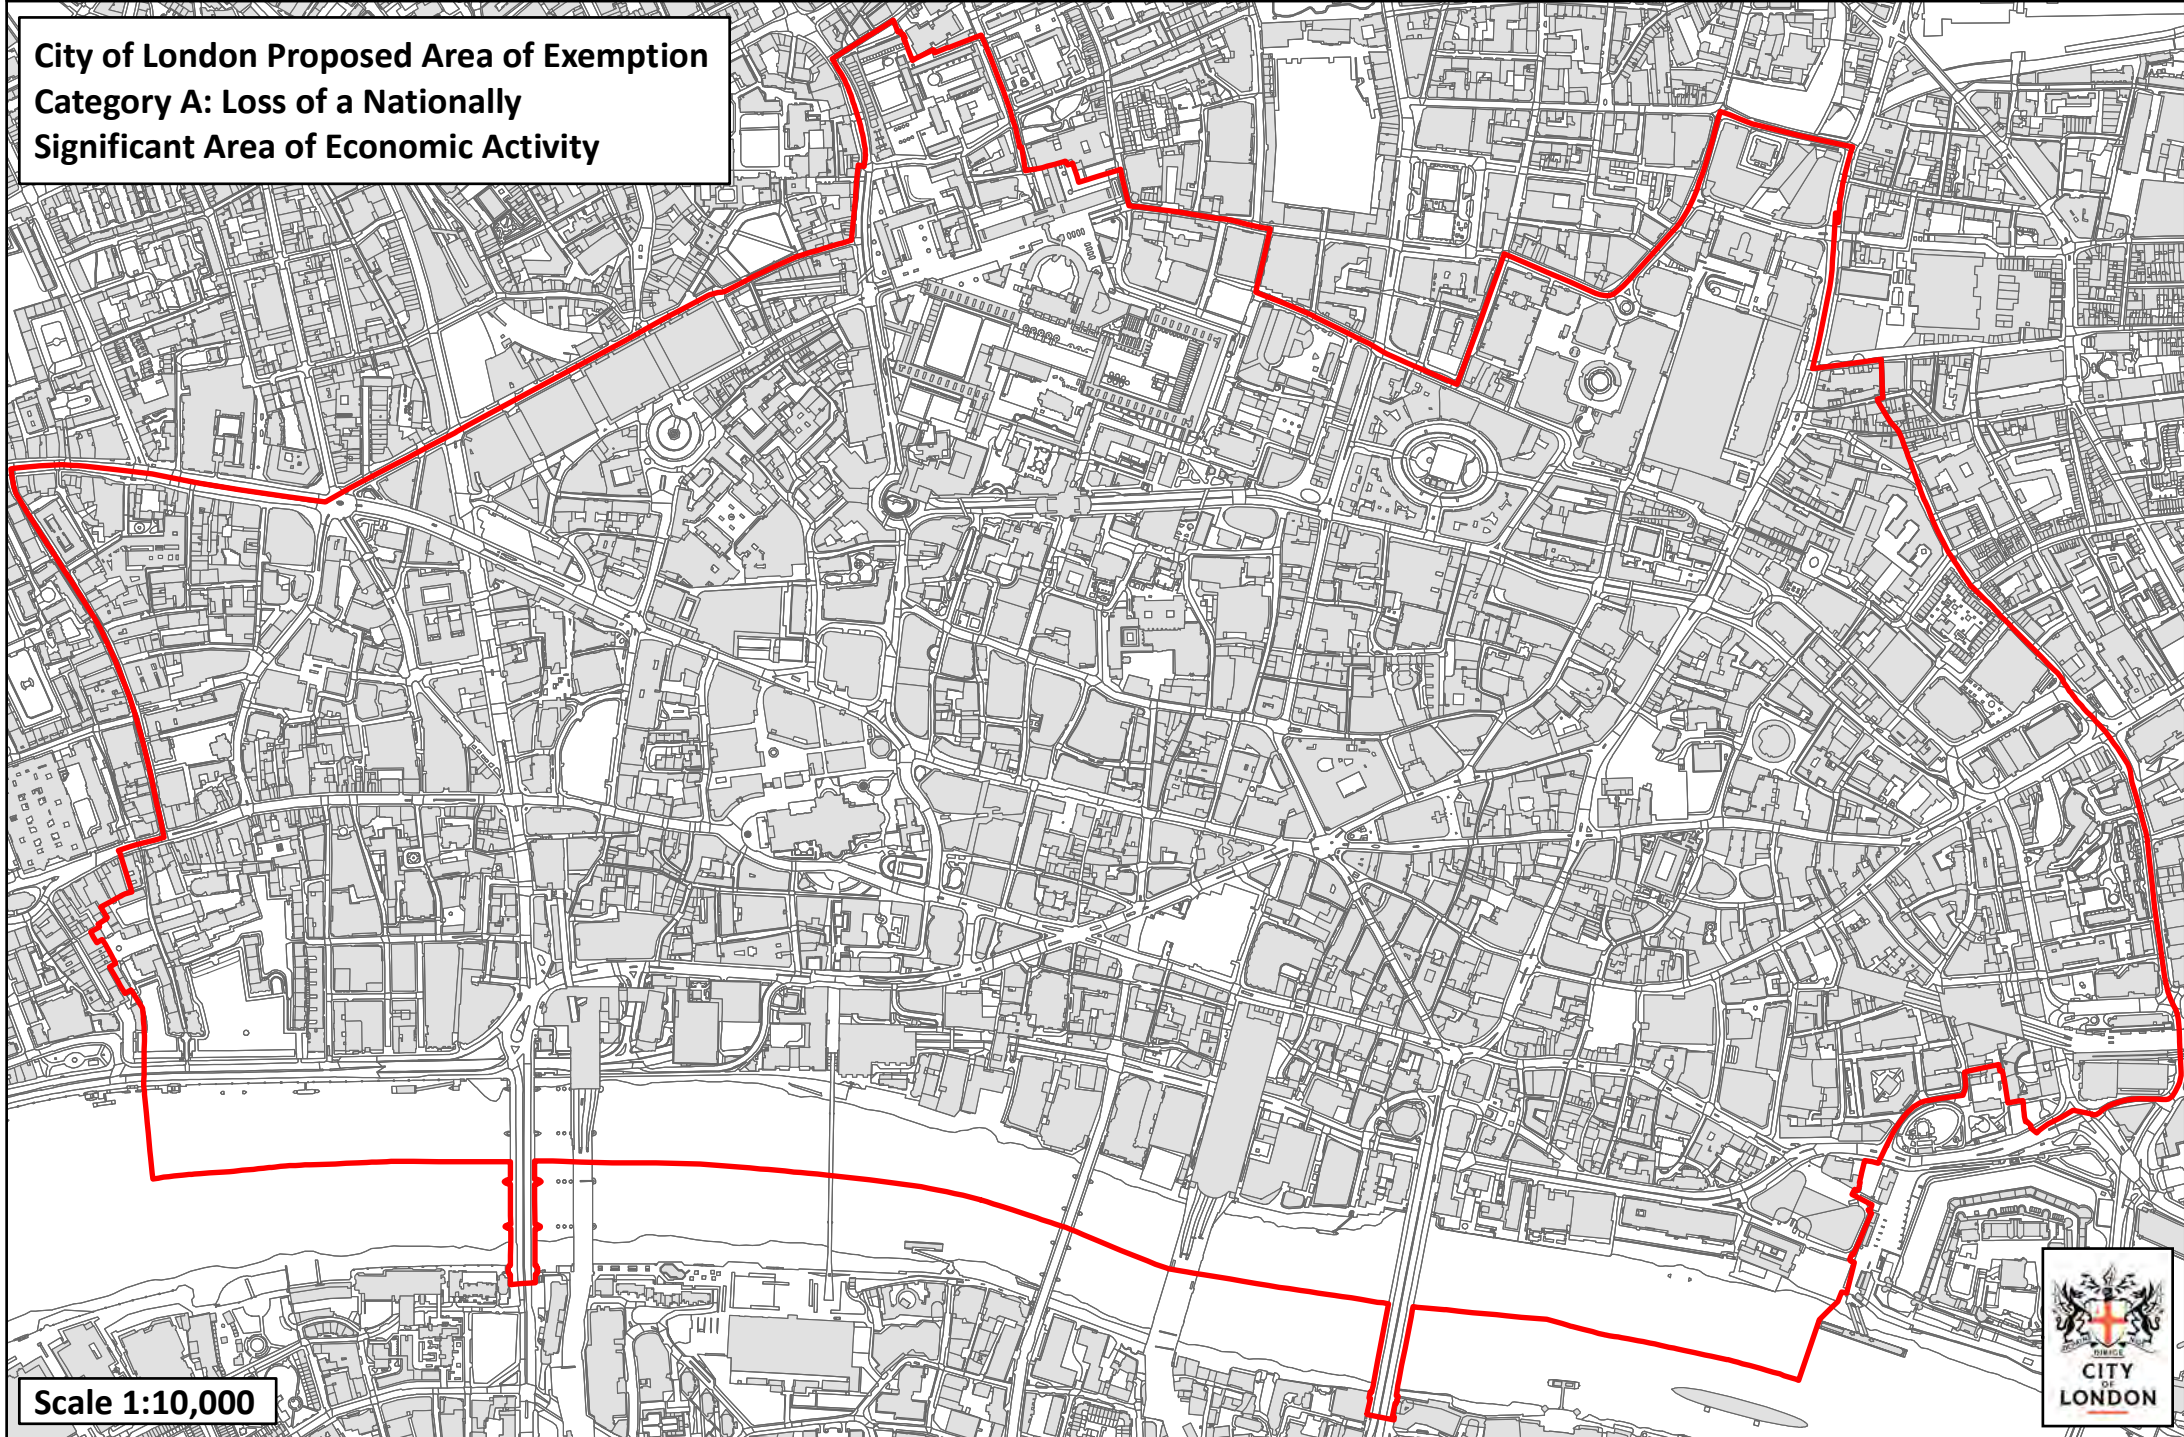 City of London Proposed Area of Exemption
Category A: Loss of a Nationally
Significant Area of Economic Activity
Scale 1:10,000
CITY
OF
LONDON